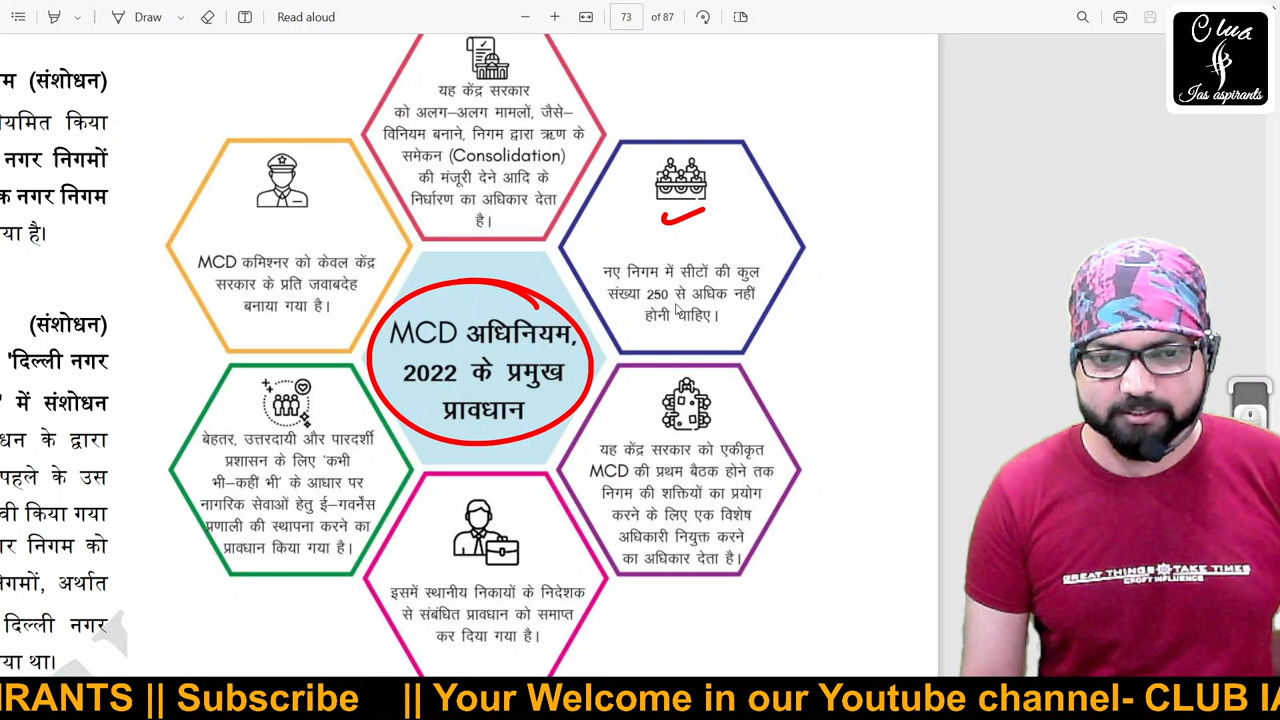 Draw
Read aloud
73
of 87
C lua
Ias aspirants
म (संशोधन)
यमित किया
नगर निगमों
क नगर निगम
या है।
(संशोधन)
'दिल्ली नगर
' में संशोधन
धन के द्वारा
पहले के उस
वी किया गया
र निगम को
नेगमों, अर्थात
दिल्ली नगर
या था।
यह केंद्र सरकार
को अलग–अलग मामलों, जैसे–
विनियम बनाने, निगम द्वारा ऋण के
समेकन (Consolidation)
की मंजूरी देने आदि के
निर्धारण का अधिकार देता
है।
नए निगम में सीटों की कुल
संख्या 250 से अधिक नहीं
होनी चाहिए।
यह केंद्र सरकार को एकीकृत
MCD की प्रथम बैठक होने तक
निगम की शक्तियों का प्रयोग
करने के लिए एक विशेष
अधिकारी नियुक्त करने
का अधिकार देता है।
इसमें स्थानीय निकायों के निदेशक
से संबंधित प्रावधान को समाप्त
कर दिया गया है।
बेहतर, उत्तरदायी और पारदर्शी
प्रशासन के लिए 'कभी
भी–कहीं भी' के आधार पर
नागरिक सेवाओं हेतु ई–गवर्नेंस
प्रणाली की स्थापना करने का
प्रावधान किया गया है।
MCD कमिश्नर को केवल केंद्र
सरकार के प्रति जवाबदेह
बनाया गया है।
MCD अधिनियम,
2022 के प्रमुख
प्रावधान
GREAT THINGS TAKE TIMES
CROFT INFLUENCE
IRANTS || Subscribe || Your Welcome in our Youtube channel- CLUB IA